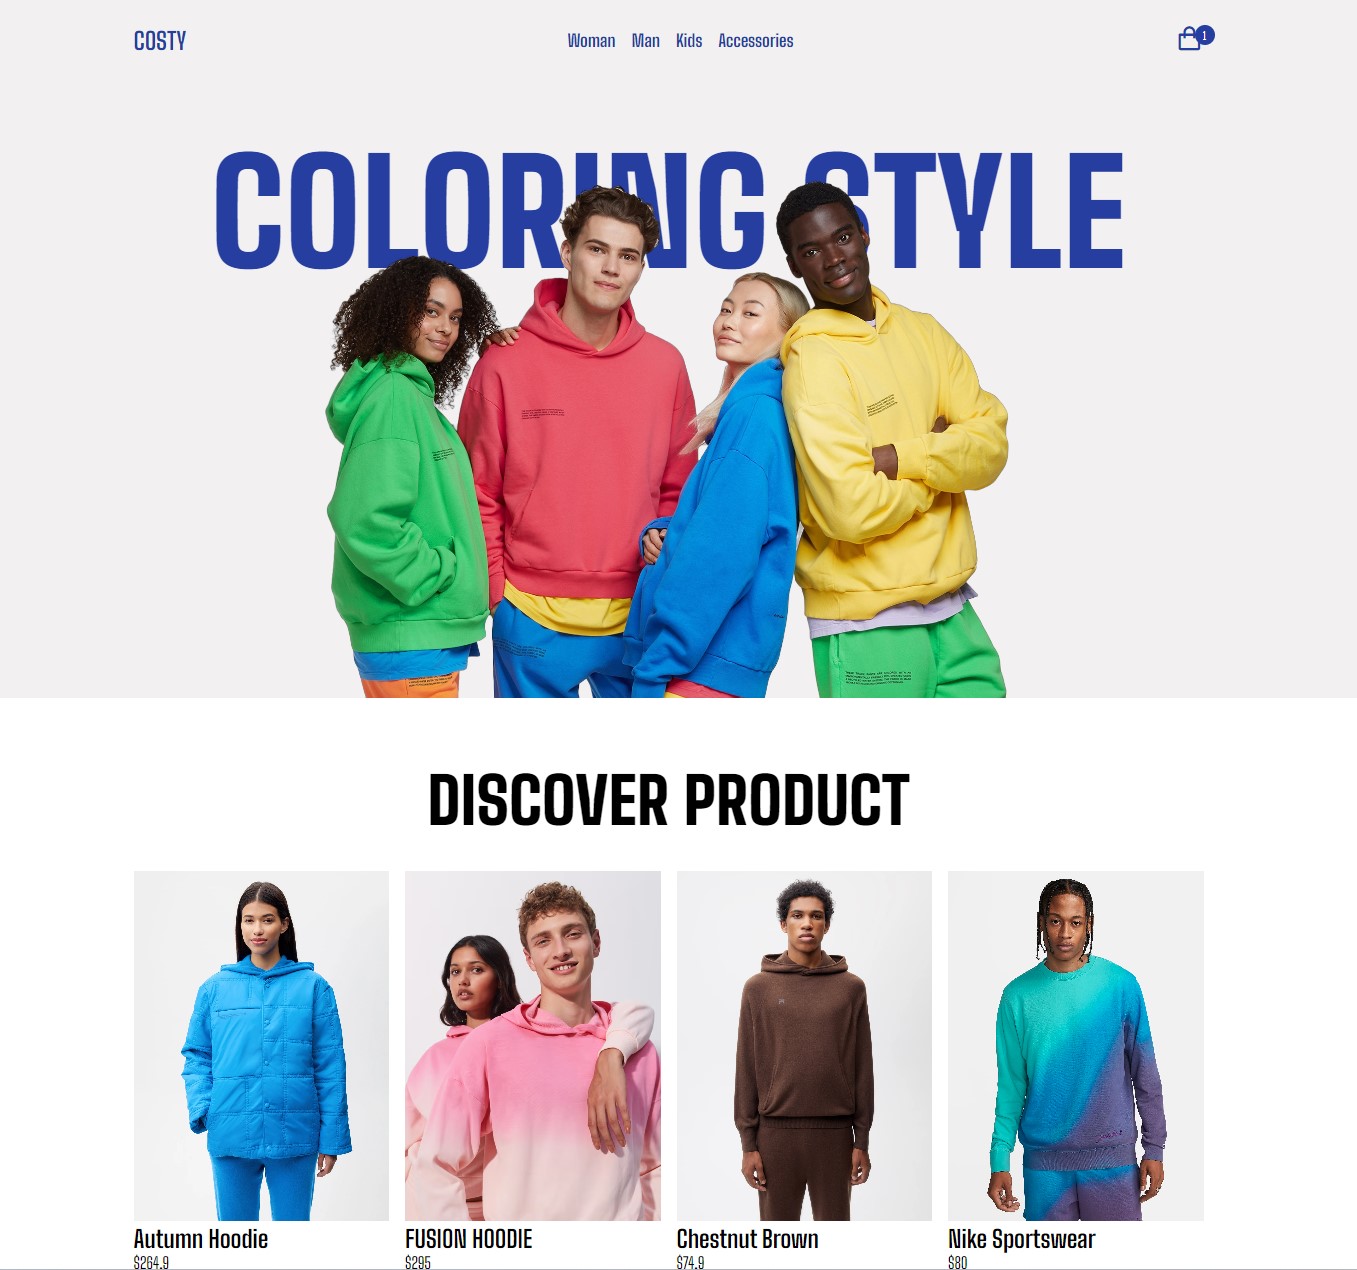 COSTY
Woman Man Kids Accessories
1
COLORING STYLE
DISCOVER PRODUCT
Autumn Hoodie
$264.9
FUSION HOODIE
$295
Chestnut Brown
$74.9
Nike Sportswear
$80